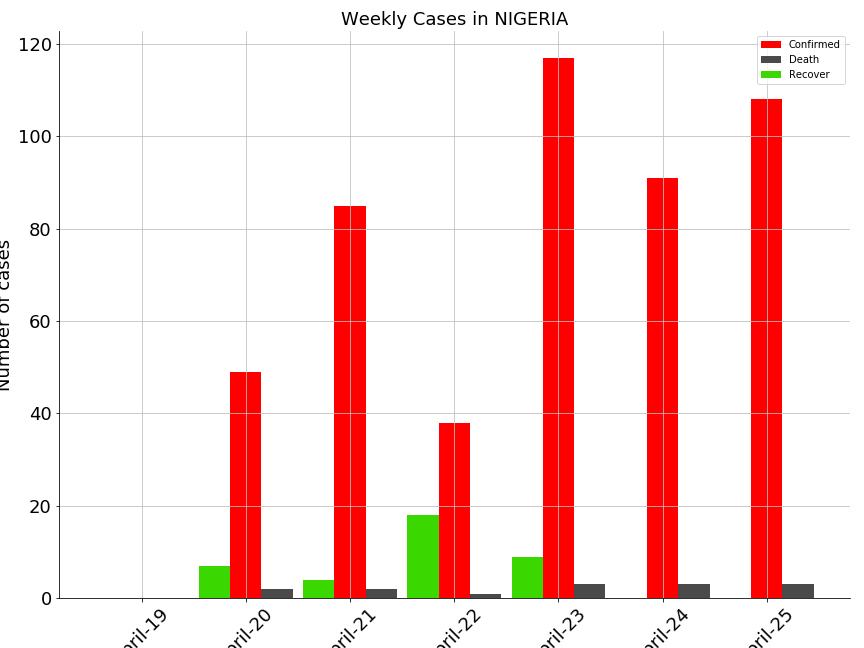 Weekly Cases in NIGERIA
Confirmed
Death
Recover
Number of cases
120
100
80
60
40
20
0
pril-19
pril-20
pril-21
pril-22
pril-23
pril-24
pril-25